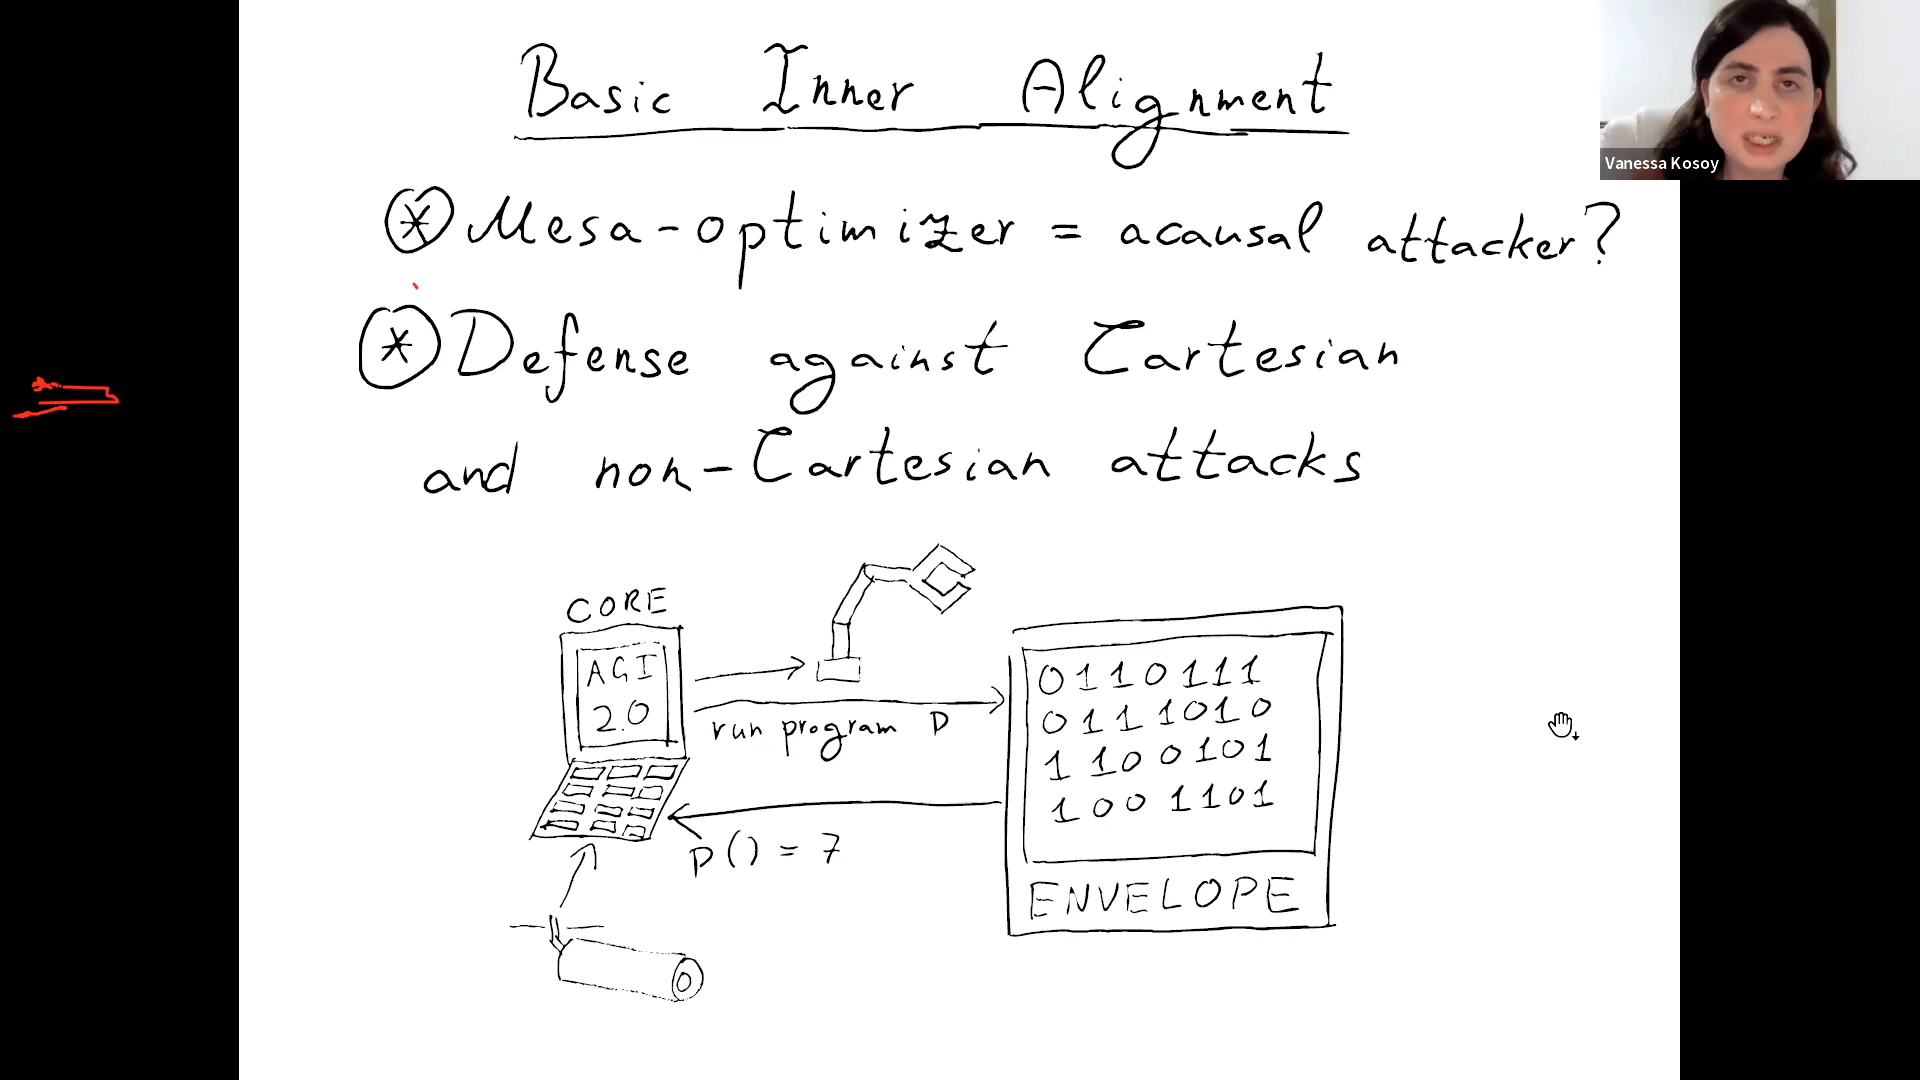 Basic Inner Alignment
Vanessa Kosoy
* Mesa-optimizer = acausal attacker?
* Defense against Cartesian
and non-Cartesian attacks
CORE
AGI
2.0
run program P
P() = 7
0110111
0111010
1100101
1001101
ENVELOPE